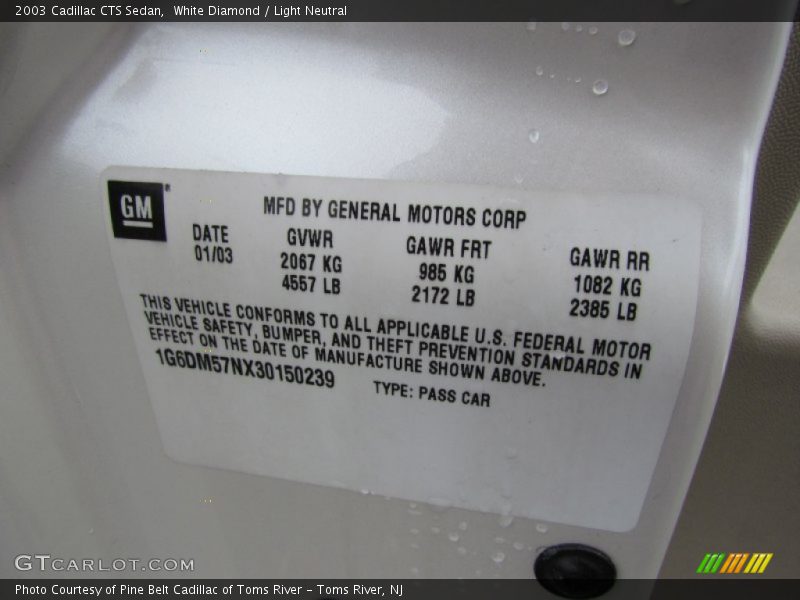 2003 Cadillac CTS Sedan,  White Diamond / Light Neutral
GM®
MFD BY GENERAL MOTORS CORP
DATE GVWR GAWR FRT GAWR RR
01/03 2067 KG 985 KG 1082 KG
4557 LB 2172 LB 2385 LB
THIS VEHICLE CONFORMS TO ALL APPLICABLE U.S. FEDERAL MOTOR
VEHICLE SAFETY, BUMPER, AND THEFT PREVENTION STANDARDS IN
EFFECT ON THE DATE OF MANUFACTURE SHOWN ABOVE.
1G6DM57NX30150239 TYPE: PASS CAR
GTCARLOT.COM
Photo Courtesy of Pine Belt Cadillac of Toms River – Toms River, NJ